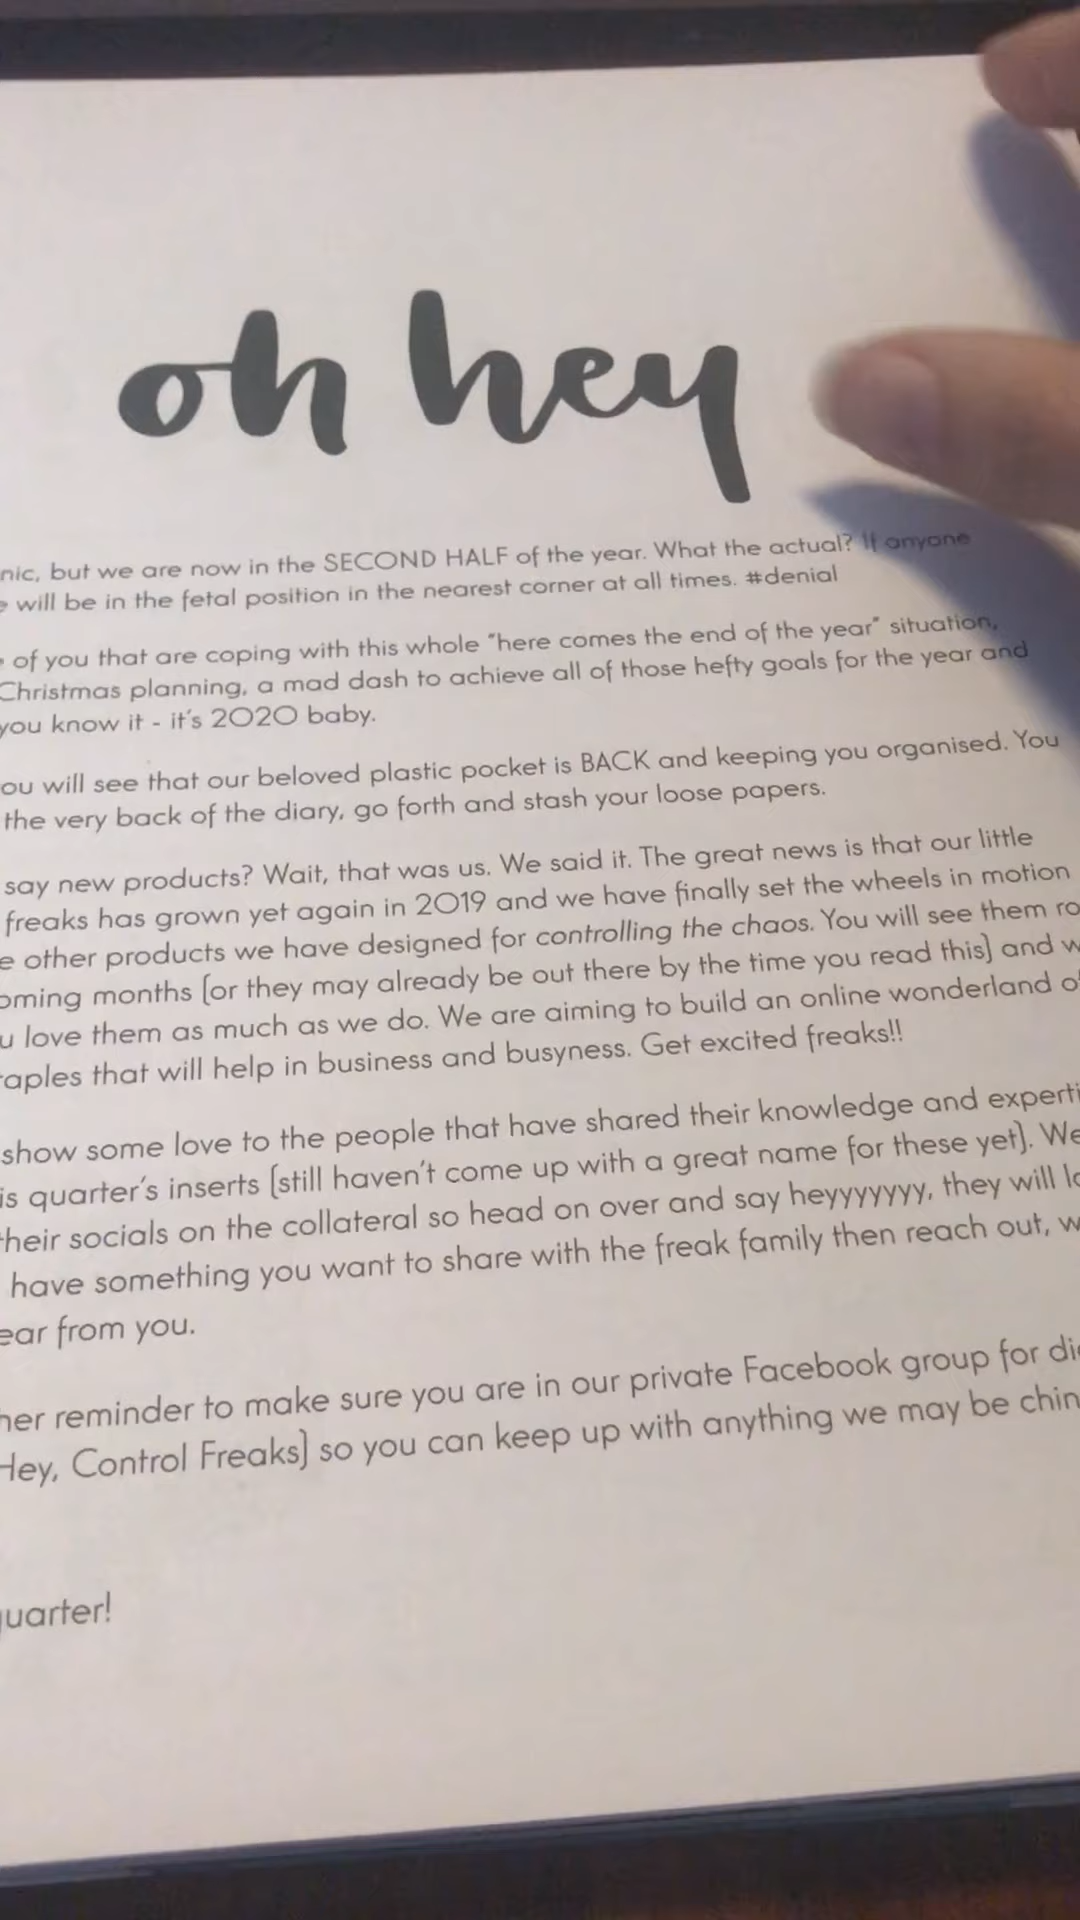 oh hey
but we are now in the SECOND HALF of the year. What the actual? If anyone
will be in the fetal position in the nearest corner at all times. #denial
of you that are coping with this whole "here comes the end of the year" situation,
Christmas planning, a mad dash to achieve all of those hefty goals for the year and
you know it - it's 2020 baby.
ou will see that our beloved plastic pocket is BACK and keeping you organised. You
the very back of the diary, go forth and stash your loose papers.
say new products? Wait, that was us. We said it. The great news is that our little
freaks has grown yet again in 2019 and we have finally set the wheels in motion
other products we have designed for controlling the chaos. You will see them ro
oming months (or they may already be out there by the time you read this) and w
u love them as much as we do. We are aiming to build an online wonderland of
aples that will help in business and busyness. Get excited freaks!!
show some love to the people that have shared their knowledge and experti
is quarter's inserts (still haven't come up with a great name for these yet). We
their socials on the collateral so head on over and say heyyyyyyy, they will lo
have something you want to share with the freak family then reach out, w
ear from you.
her reminder to make sure you are in our private Facebook group for di
Hey, Control Freaks) so you can keep up with anything we may be chin
quarter!